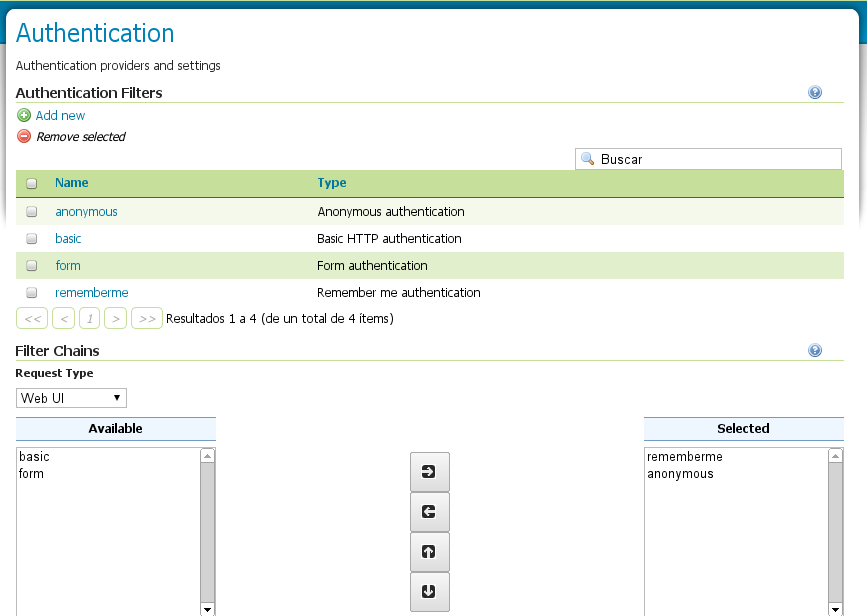 Authentication
Authentication providers and settings
Authentication Filters
Add new
Remove selected
Buscar
Name Type
anonymous Anonymous authentication
basic Basic HTTP authentication
form Form authentication
rememberme Remember me authentication
<< < 1 > >> Resultados 1 a 4 (de un total de 4 ítems)
Filter Chains
Request Type
Web UI
Available Selected
basic rememberme
form anonymous